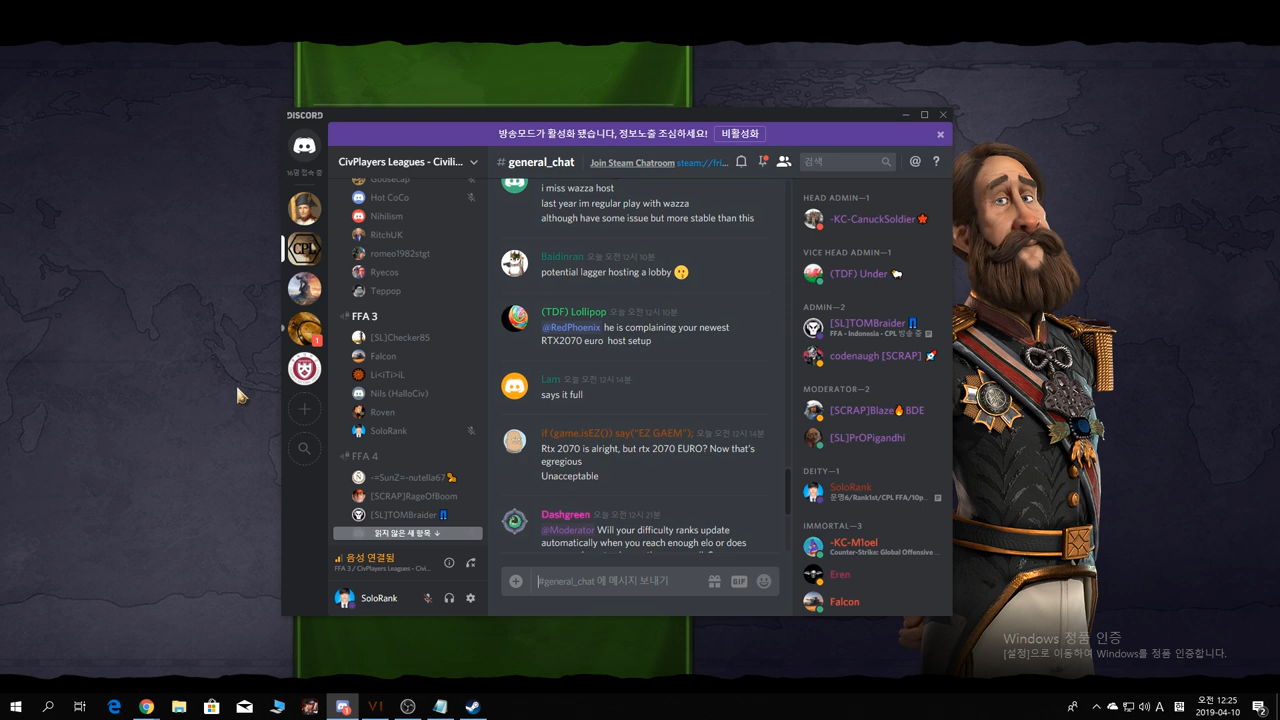 DISCORD
방송모드가 활성화 됐습니다, 정보노출 조심하세요! 비활성화
16명 접속 중
CPL
1
CivPlayers Leagues - Civili...
Goosecap
Hot CoCo
Nihilism
RitchUK
romeo1982stgt
Ryecos
Teppop
FFA 3
[SL]Checker85
Falcon
Li<iTi>iL
Nils (HalloCiv)
Roven
SoloRank
FFA 4
-=SunZ=-nutella67
[SCRAP]RageOfBoom
[SL]TOMBraider
읽지 않은 새 항목 ↓
음성 연결됨
FFA 3 / CivPlayers Leagues - Civi...
SoloRank
# general_chat Join Steam Chatroom steam://fri...
검색
i miss wazza host
last year im regular play with wazza
although have some issue but more stable than this
Baldinran 오늘 오전 12시 10분
potential lagger hosting a lobby
(TDF) Lollipop 오늘 오전 12시 10분
@RedPhoenix he is complaining your newest
RTX2070 euro host setup
Lam 오늘 오전 12시 14분
says it full
if (game.isEZ()) say("EZ GAEM"); 오늘 오전 12시 14분
Rtx 2070 is alright, but rtx 2070 EURO? Now that's
egregious
Unacceptable
Dashgreen 오늘 오전 12시 21분
@Moderator Will your difficulty ranks update
automatically when you reach enough elo or does
#general_chat 에 메시지 보내기
GIF
HEAD ADMIN—1
-KC-CanuckSoldier
VICE HEAD ADMIN—1
(TDF) Under
ADMIN—2
[SL]TOMBraider
FFA - Indonesia - CPL 방송 중
codenaugh [SCRAP]
MODERATOR—2
[SCRAP]Blaze BDE
[SL]PrOPigandhi
DEITY—1
SoloRank
문명6/Rank1st/CPL FFA/10p...
IMMORTAL—3
-KC-M1oel
Counter-Strike: Global Offensive ...
Eren
Falcon
Windows 정품 인증
[설정]으로 이동하여 Windows를 정품 인증합니다.
VI
A
오전 12:25
2019-04-10
2